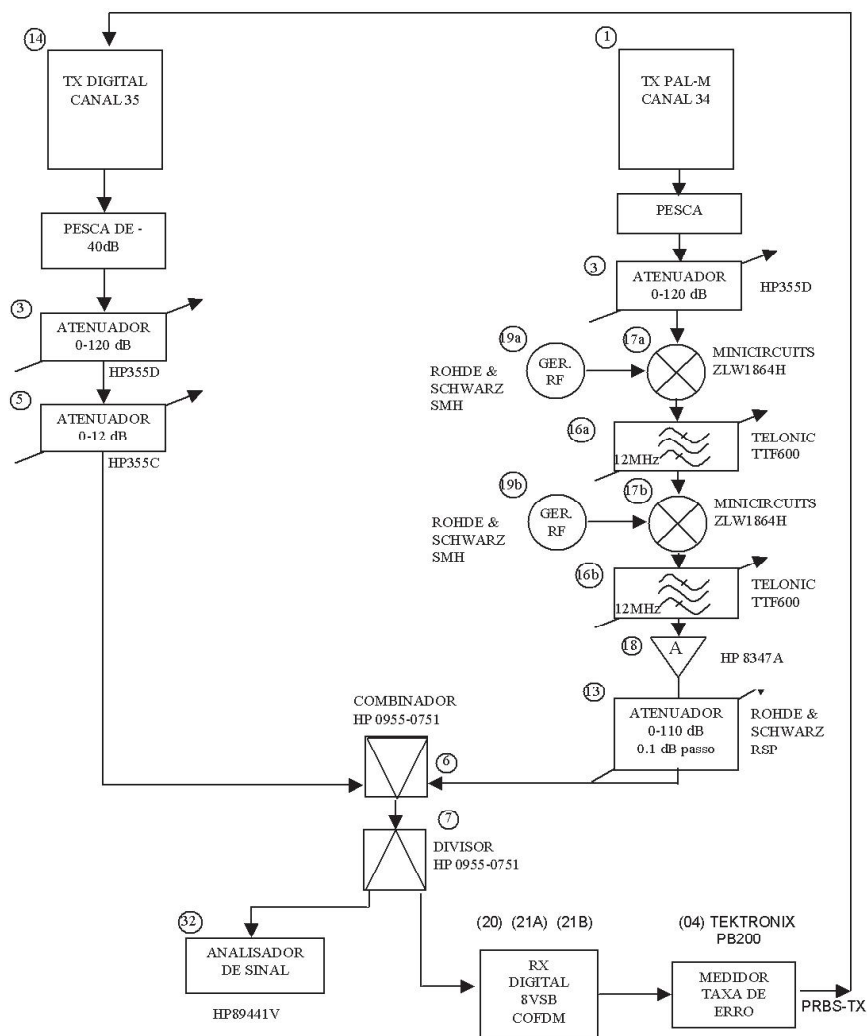 14
TX DIGITAL
CANAL 35
PESCA DE -
40dB
3
ATENUADOR
0-120 dB
HP355D
5
ATENUADOR
0-12 dB
HP355C
1
TX PAL-M
CANAL 34
PESCA
3
ATENUADOR
0-120 dB
HP355D
19a
GER.
RF
ROHDE &
SCHWARZ
SMH
17a
MINICIRCUITS
ZLW1864H
16a
12MHz
TELONIC
TTF600
19b
GER.
RF
ROHDE &
SCHWARZ
SMH
17b
MINICIRCUITS
ZLW1864H
16b
12MHz
TELONIC
TTF600
18
A
HP 8347A
13
ATENUADOR
0-110 dB
0.1 dB passo
ROHDE &
SCHWARZ
RSP
COMBINADOR
HP 0955-0751
6
7
DIVISOR
HP 0955-0751
32
ANALISADOR
DE SINAL
HP89441V
(20) (21A) (21B)
RX
DIGITAL
8VSB
COFDM
(04) TEKTRONIX
PB200
MEDIDOR
TAXA DE
ERRO
PRBS-TX